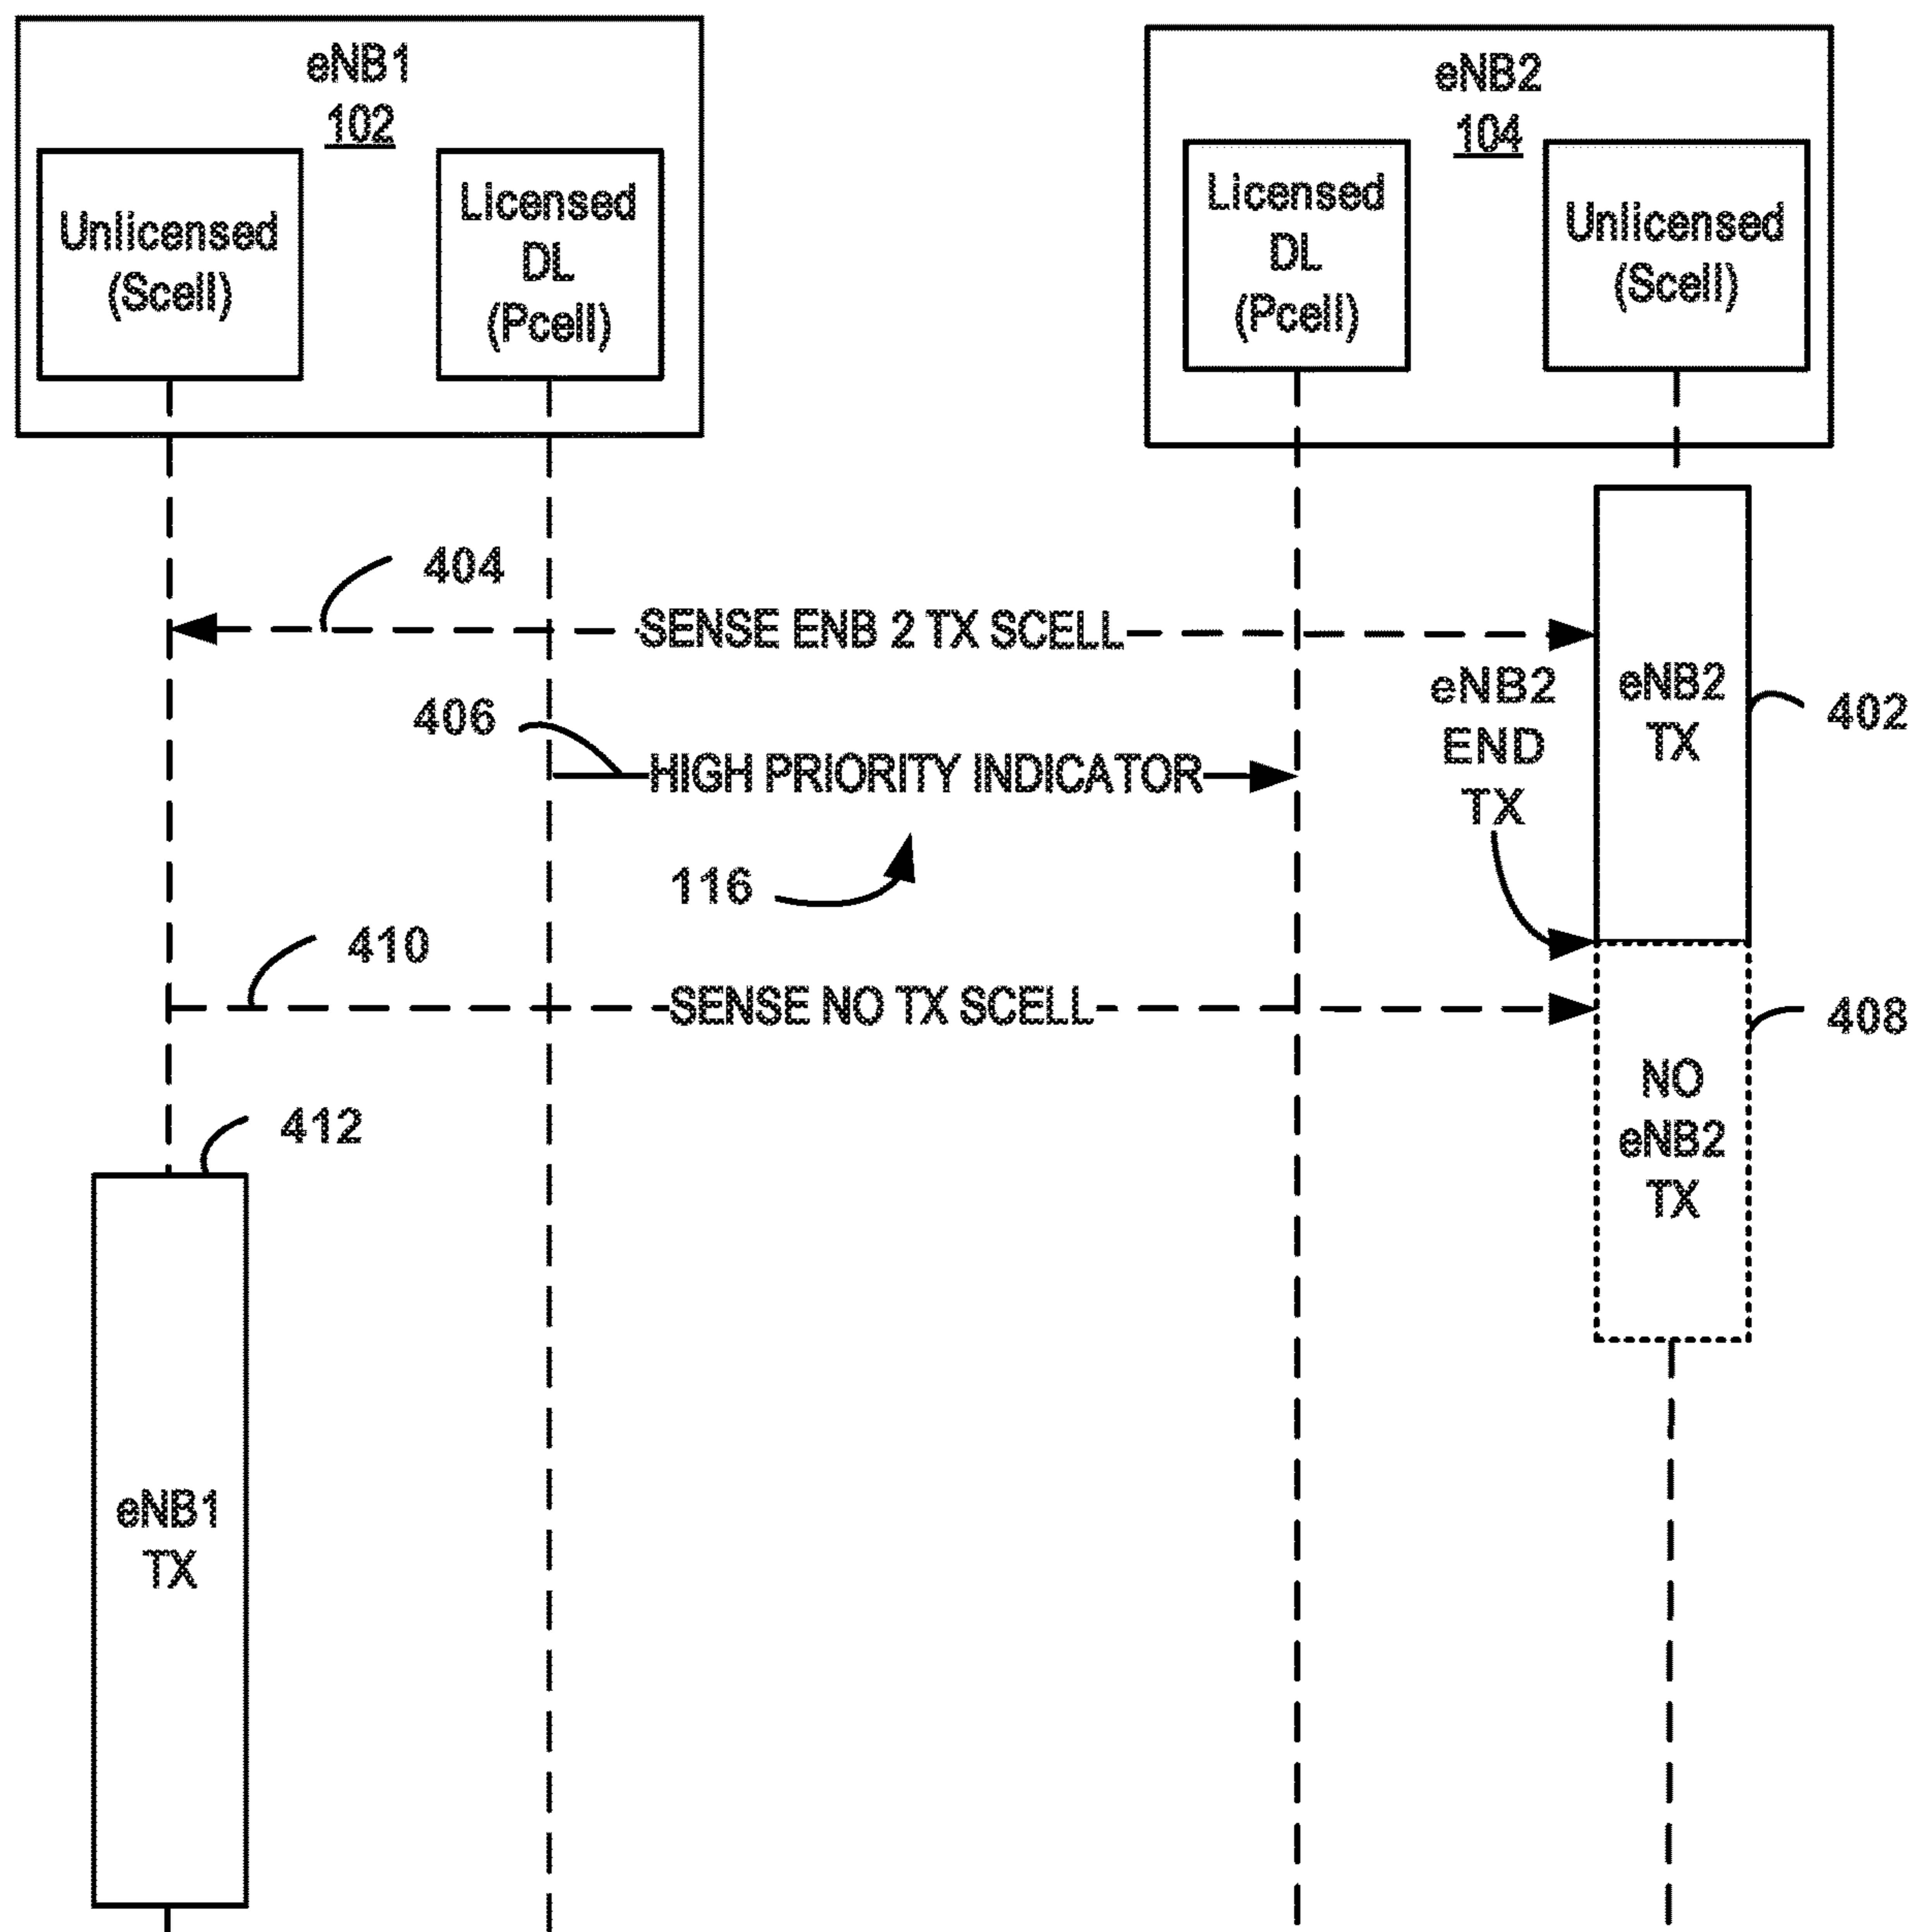 eNB1
102
Unlicensed
(Scell)
Licensed
DL
(Pcell)
eNB2
104
Licensed
DL
(Pcell)
Unlicensed
(Scell)
404
SENSE ENB 2 TX SCELL
406
HIGH PRIORITY INDICATOR
116
eNB2
END
TX
eNB2
TX
402
410
SENSE NO TX SCELL
408
NO
eNB2
TX
412
eNB1
TX